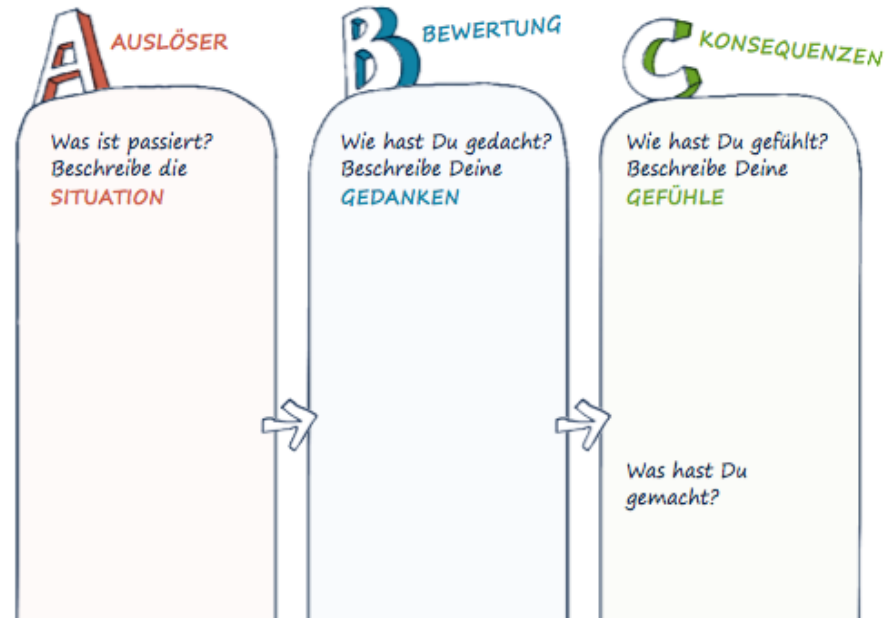 A AUSLÖSER
Was ist passiert?
Beschreibe die
SITUATION
B BEWERTUNG
Wie hast Du gedacht?
Beschreibe Deine
GEDANKEN
C KONSEQUENZEN
Wie hast Du gefühlt?
Beschreibe Deine
GEFÜHLE
Was hast Du
gemacht?